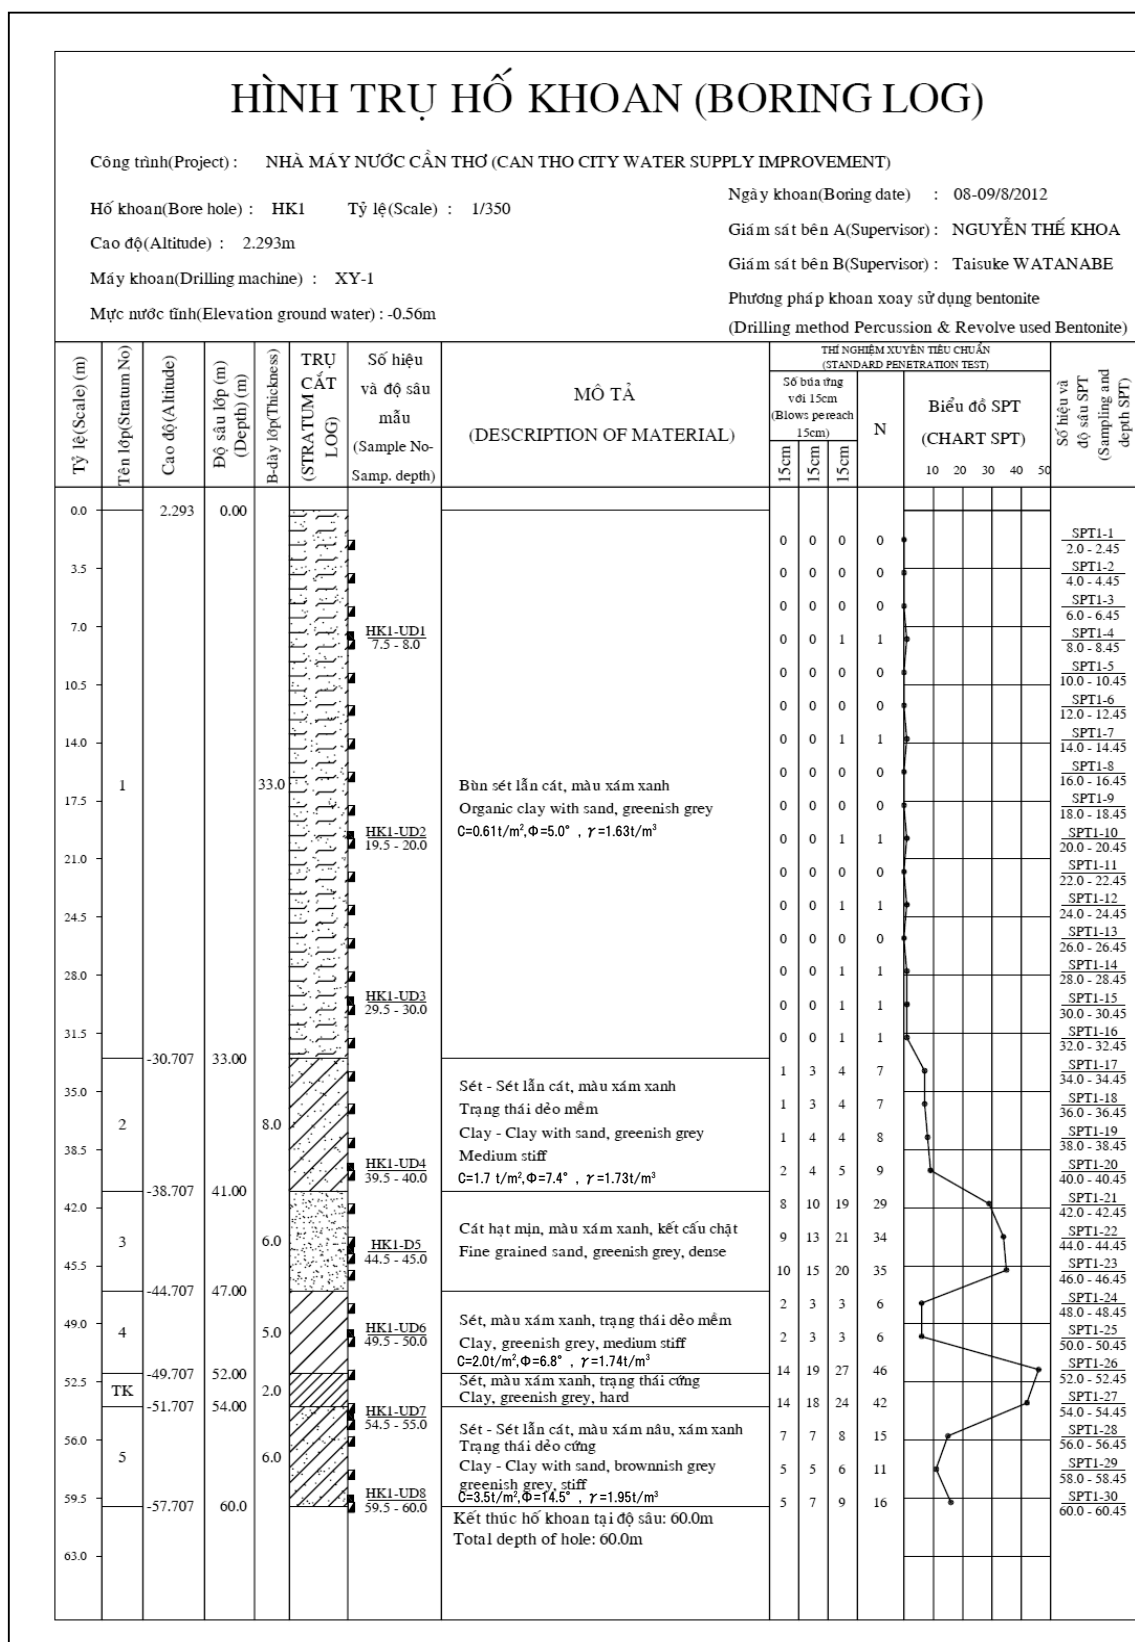 HÌNH TRỤ HỐ KHOAN (BORING LOG)
Công trình(Project) : NHÀ MÁY NƯỚC CẦN THƠ (CAN THO CITY WATER SUPPLY IMPROVEMENT)
Hố khoan(Bore hole) : HK1 Tỷ lệ(Scale) : 1/350
Cao độ(Altitude) : 2.293m
Máy khoan(Drilling machine) : XY-1
Mực nước tĩnh(Elevation ground water) : -0.56m
Ngày khoan(Boring date) : 08-09/8/2012
Giám sát bên A(Supervisor) : NGUYỄN THẾ KHOA
Giám sát bên B(Supervisor) : Taisuke WATANABE
Phương pháp khoan xoay sử dụng bentonite
(Drilling method Percussion & Revolve used Bentonite)
Tỷ lệ(Scale) (m)
Tên lớp(Stratum No)
Cao độ(Altitude)
Độ sâu lớp (m)
(Depth) (m)
B-dày lớp(Thickness)
TRỤ
CẮT
(STRATUM LOG)
Số hiệu
và độ sâu
mẫu
(Sample No-
Samp. depth)
MÔ TẢ
(DESCRIPTION OF MATERIAL)
THÍ NGHIỆM XUYÊN TIÊU CHUẨN
(STANDARD PENETRATION TEST)
Số búa ứng
với 15cm
(Blows pereach
15cm)
15cm
15cm
15cm
N
Biểu đồ SPT
(CHART SPT)
10 20 30 40 50
Số hiệu và
độ sâu SPT
(Sampling and
depth SPT)
0.0
3.5
7.0
10.5
14.0
17.5
21.0
24.5
28.0
31.5
35.0
38.5
42.0
45.5
49.0
52.5
56.0
59.5
63.0
1
2
3
4
TK
5
2.293
-30.707
-38.707
-44.707
-49.707
-51.707
-57.707
0.00
33.00
41.00
47.00
52.00
54.00
60.0
33.0
8.0
6.0
5.0
2.0
6.0
HK1-UD1
7.5 - 8.0
HK1-UD2
19.5 - 20.0
HK1-UD3
29.5 - 30.0
HK1-UD4
39.5 - 40.0
HK1-D5
44.5 - 45.0
HK1-UD6
49.5 - 50.0
HK1-UD7
54.5 - 55.0
HK1-UD8
59.5 - 60.0
Bùn sét lẫn cát, màu xám xanh
Organic clay with sand, greenish grey
C=0.61t/m², Φ=5.0° , γ=1.63t/m³
Sét - Sét lẫn cát, màu xám xanh
Trạng thái dẻo mềm
Clay - Clay with sand, greenish grey
Medium stiff
C=1.7 t/m², Φ=7.4° , γ=1.73t/m³
Cát hạt mịn, màu xám xanh, kết cấu chặt
Fine grained sand, greenish grey, dense
Sét, màu xám xanh, trạng thái dẻo mềm
Clay, greenish grey, medium stiff
C=2.0t/m², Φ=6.8° , γ=1.74t/m³
Sét, màu xám xanh, trạng thái cứng
Clay, greenish grey, hard
Sét - Sét lẫn cát, màu xám nâu, xám xanh
Trạng thái dẻo cứng
Clay - Clay with sand, brownnish grey
greenish grey, stiff
C=3.5t/m², Φ=14.5° , γ=1.95t/m³
Kết thúc hố khoan tại độ sâu: 60.0m
Total depth of hole: 60.0m
0 0 0 0
0 0 0 0
0 0 0 0
0 0 1 1
0 0 0 0
0 0 0 0
0 0 1 1
0 0 0 0
0 0 0 0
0 0 1 1
0 0 0 0
0 0 1 1
0 0 0 0
0 0 1 1
0 0 1 1
0 0 1 1
1 3 4 7
1 3 4 7
1 4 4 8
2 4 5 9
8 10 19 29
9 13 21 34
10 15 20 35
2 3 3 6
2 3 3 6
14 19 27 46
14 18 24 42
7 7 8 15
5 5 6 11
5 7 9 16
SPT1-1
2.0 - 2.45
SPT1-2
4.0 - 4.45
SPT1-3
6.0 - 6.45
SPT1-4
8.0 - 8.45
SPT1-5
10.0 - 10.45
SPT1-6
12.0 - 12.45
SPT1-7
14.0 - 14.45
SPT1-8
16.0 - 16.45
SPT1-9
18.0 - 18.45
SPT1-10
20.0 - 20.45
SPT1-11
22.0 - 22.45
SPT1-12
24.0 - 24.45
SPT1-13
26.0 - 26.45
SPT1-14
28.0 - 28.45
SPT1-15
30.0 - 30.45
SPT1-16
32.0 - 32.45
SPT1-17
34.0 - 34.45
SPT1-18
36.0 - 36.45
SPT1-19
38.0 - 38.45
SPT1-20
40.0 - 40.45
SPT1-21
42.0 - 42.45
SPT1-22
44.0 - 44.45
SPT1-23
46.0 - 46.45
SPT1-24
48.0 - 48.45
SPT1-25
50.0 - 50.45
SPT1-26
52.0 - 52.45
SPT1-27
54.0 - 54.45
SPT1-28
56.0 - 56.45
SPT1-29
58.0 - 58.45
SPT1-30
60.0 - 60.45